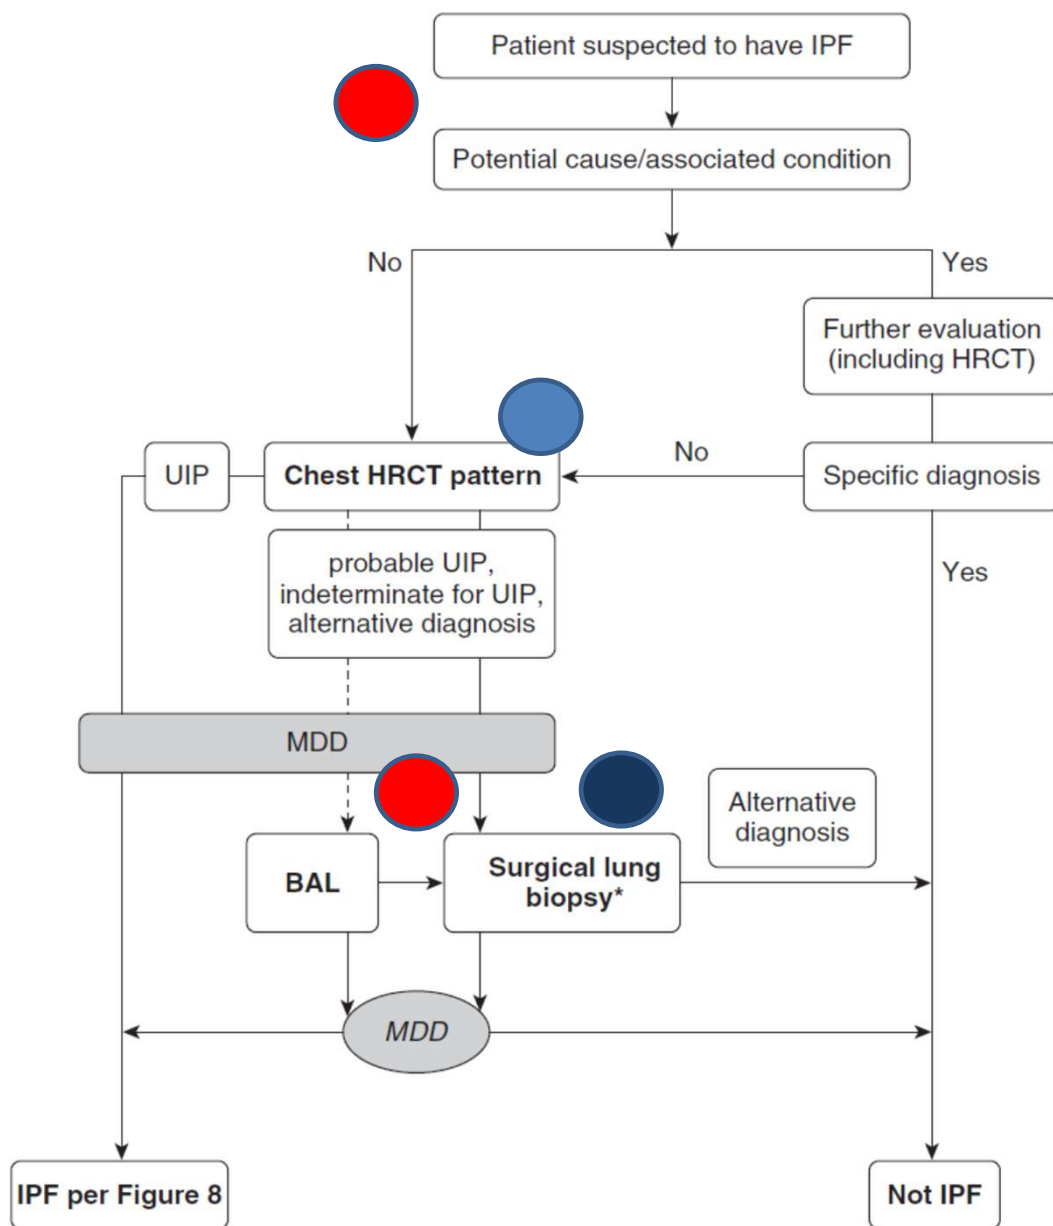 Patient suspected to have IPF
Potential cause/associated condition
No
Yes
Further evaluation
(including HRCT)
UIP
Chest HRCT pattern
No
Specific diagnosis
probable UIP,
indeterminate for UIP,
alternative diagnosis
Yes
MDD
Alternative
diagnosis
BAL
Surgical lung
biopsy*
MDD
IPF per Figure 8
Not IPF